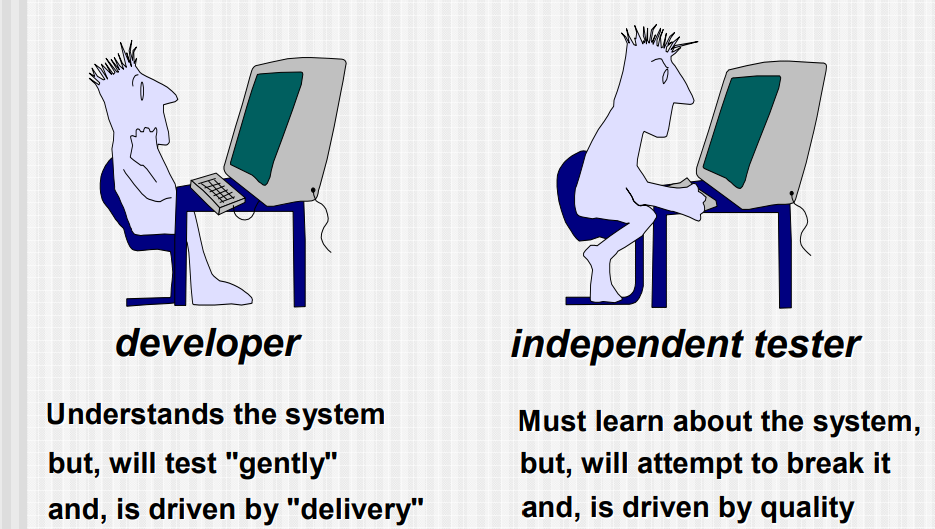 developer
Understands the system
but, will test "gently"
and, is driven by "delivery"
independent tester
Must learn about the system,
but, will attempt to break it
and, is driven by quality